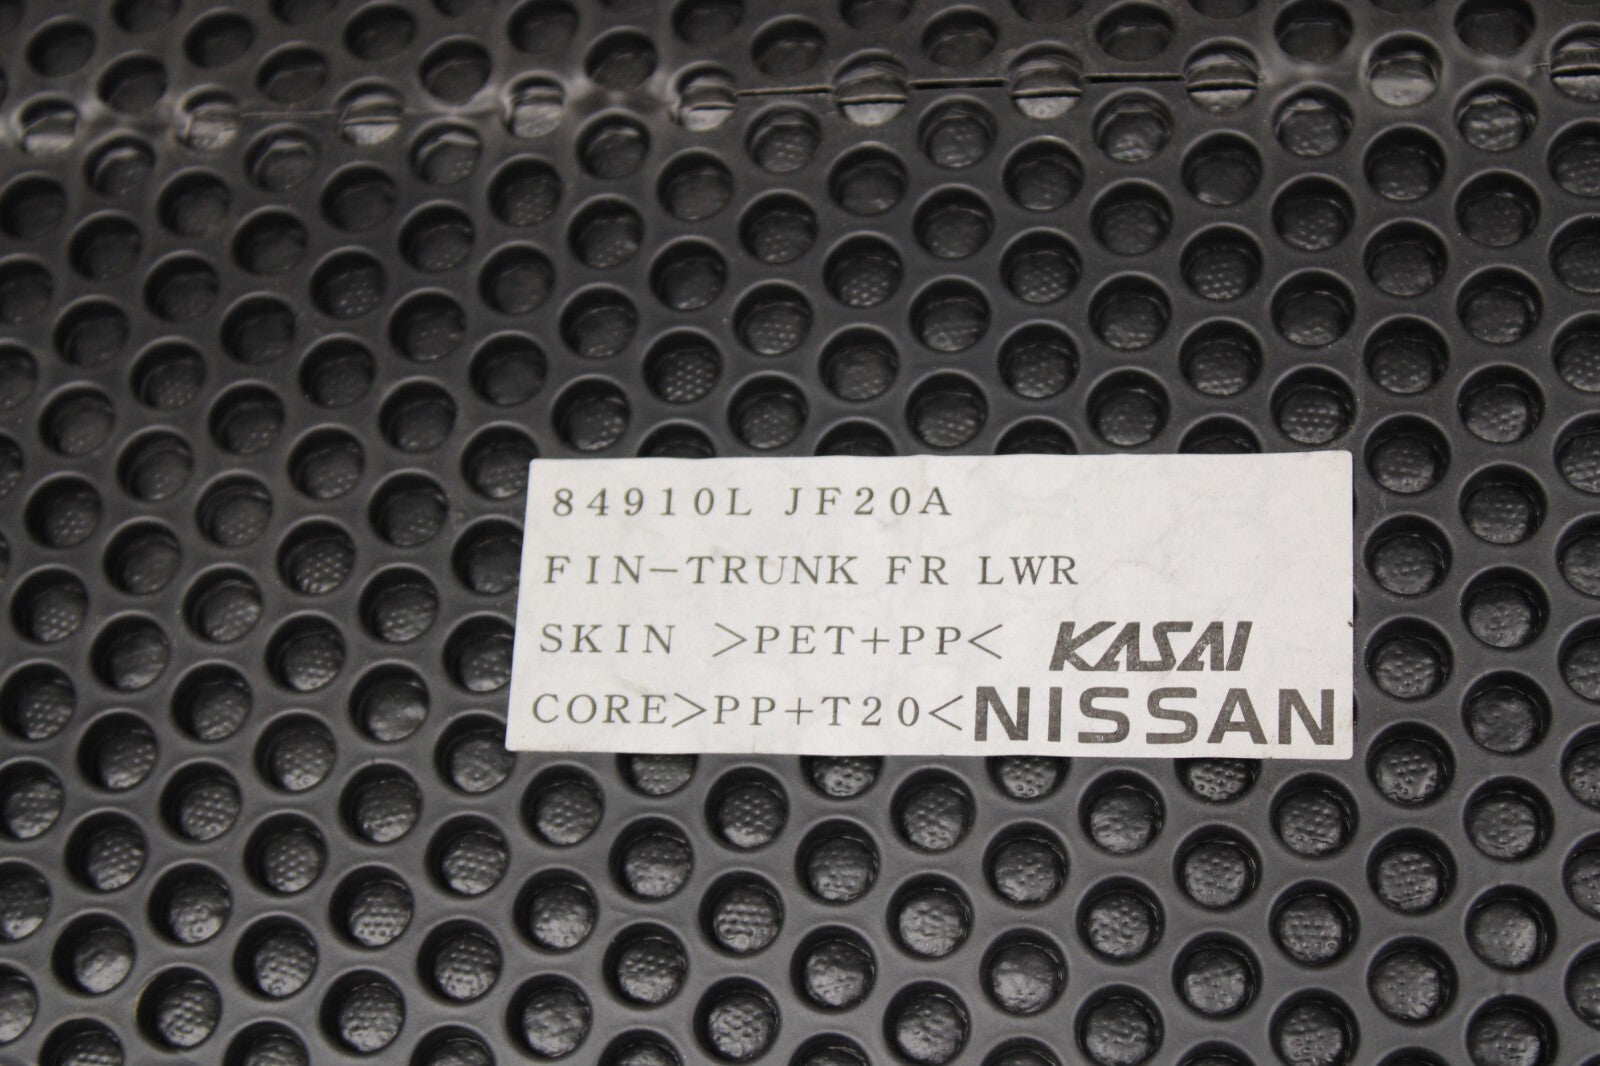 84910L JF20A
FIN-TRUNK FR LWR
SKIN >PET+PP< KASAI
CORE>PP+T20< NISSAN